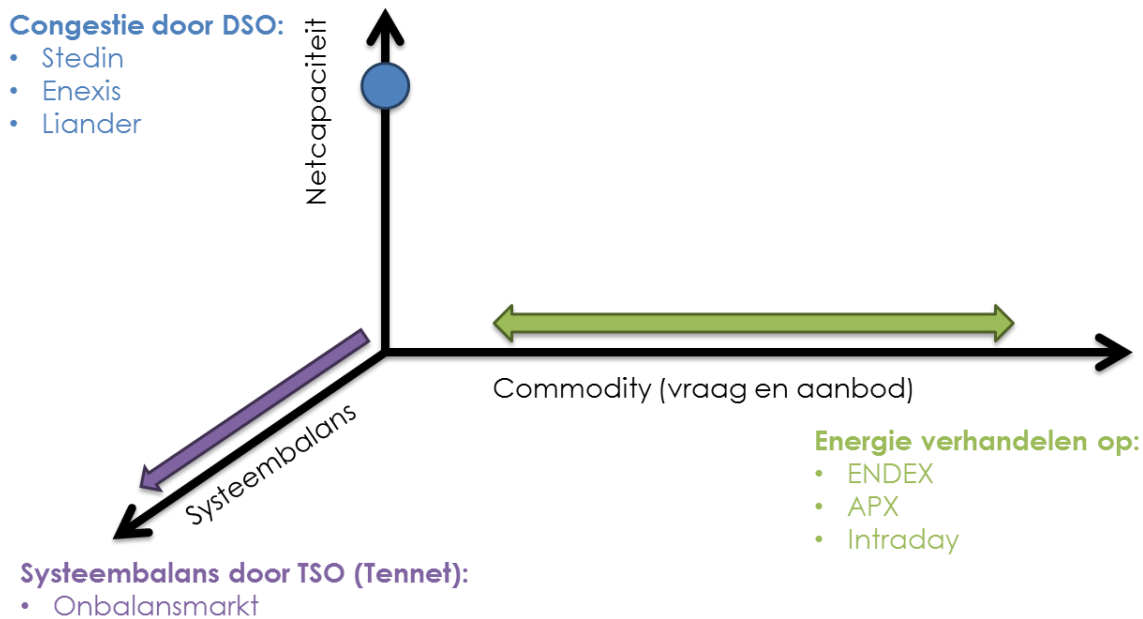 Congestie door DSO:
• Stedin
• Enexis
• Liander
Netcapaciteit
Commodity (vraag en aanbod)
Energie verhandelen op:
• ENDEX
• APX
• Intraday
Systeembalans
Systeembalans door TSO (Tennet):
• Onbalansmarkt